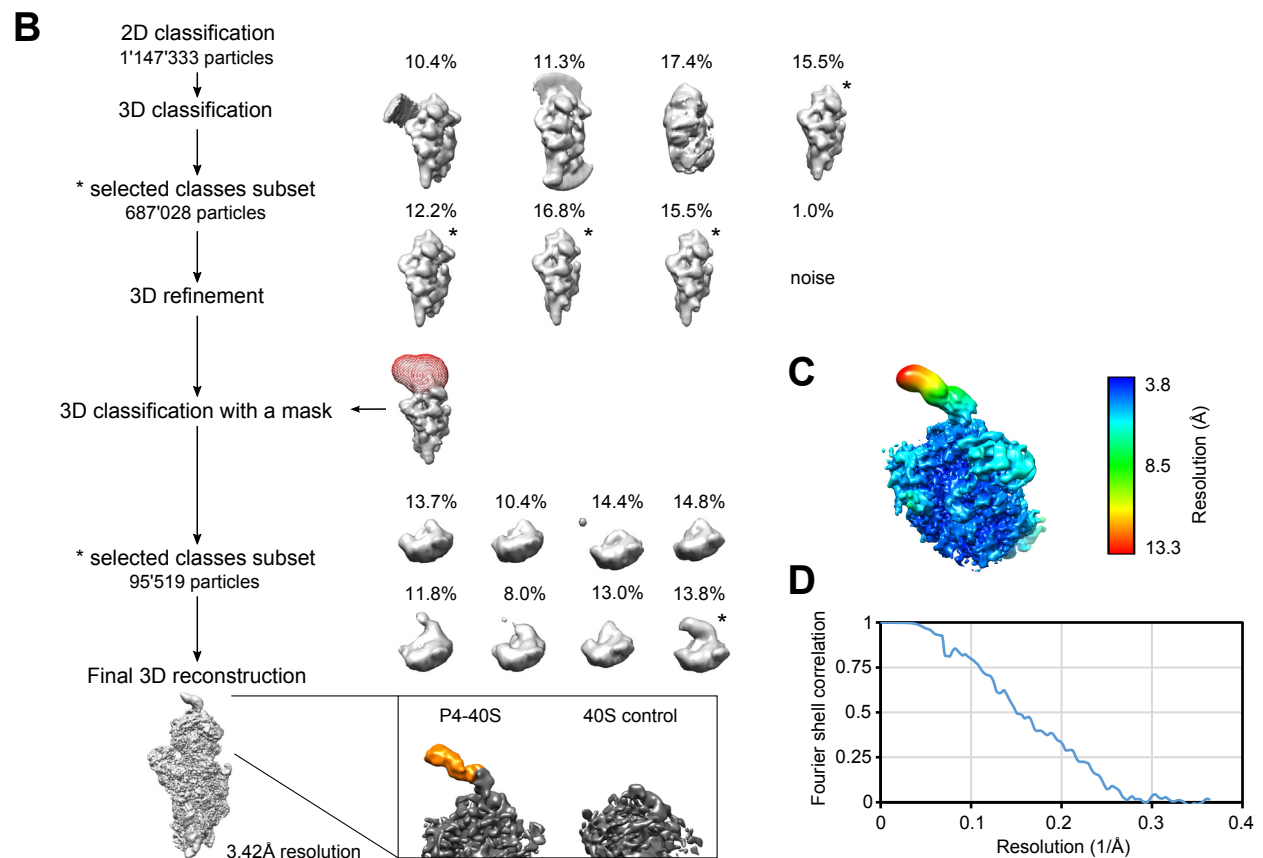 B
2D classification
1'147'333 particles
3D classification
* selected classes subset
687'028 particles
3D refinement
3D classification with a mask
* selected classes subset
95'519 particles
Final 3D reconstruction
3.42Å resolution
10.4%
11.3%
17.4%
15.5%
*
12.2%
16.8%
15.5%
1.0%
*
*
*
noise
13.7%
10.4%
14.4%
14.8%
11.8%
8.0%
13.0%
13.8%
*
P4-40S
40S control
C
3.8
8.5
13.3
Resolution (Å)
D
Fourier shell correlation
1
0.75
0.5
0.25
0
0
0.1
0.2
0.3
0.4
Resolution (1/Å)